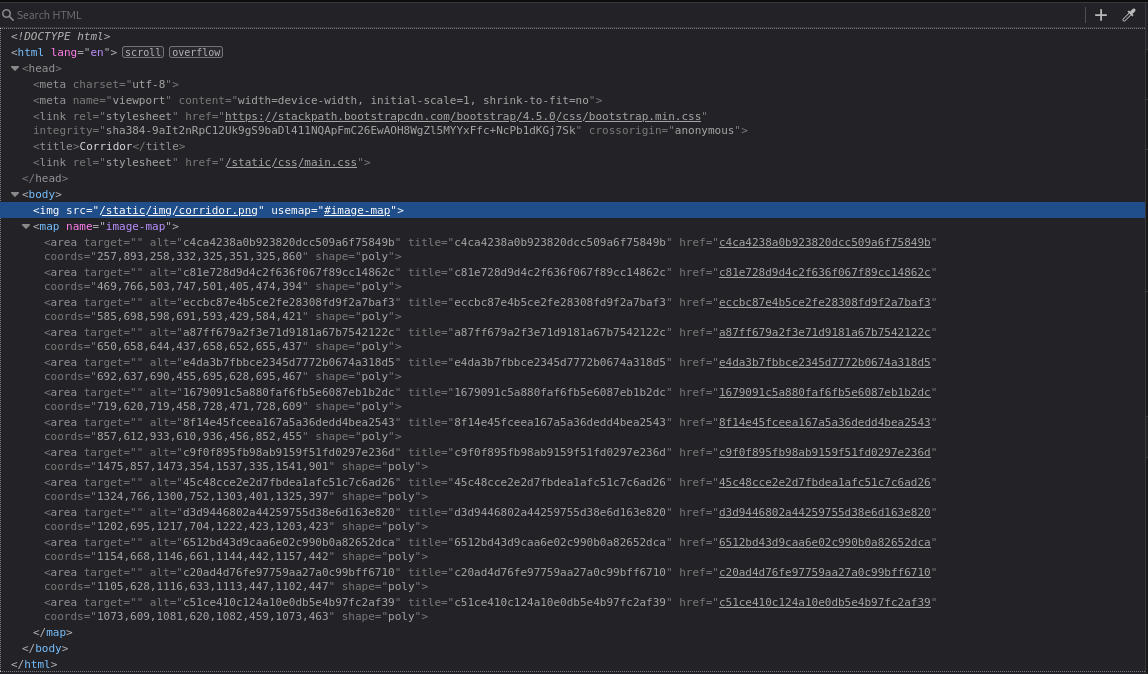 Search HTML
<!DOCTYPE html>
<html lang="en"> scroll overflow
<head>
<meta charset="utf-8">
<meta name="viewport" content="width=device-width, initial-scale=1, shrink-to-fit=no">
<link rel="stylesheet" href="https://stackpath.bootstrapcdn.com/bootstrap/4.5.0/css/bootstrap.min.css"
integrity="sha384-9aIt2nRpC12Uk9gS9baDl411NQApFmC26EwAOH8WgZl5MYYxFfc+NcPb1dKGj7Sk" crossorigin="anonymous">
<title>Corridor</title>
<link rel="stylesheet" href="/static/css/main.css">
</head>
<body>
<img src="/static/img/corridor.png" usemap="#image-map">
<map name="image-map">
<area target="" alt="c4ca4238a0b923820dcc509a6f75849b" title="c4ca4238a0b923820dcc509a6f75849b" href="c4ca4238a0b923820dcc509a6f75849b"
coords="257,893,258,332,325,351,325,860" shape="poly">
<area target="" alt="c81e728d9d4c2f636f067f89cc14862c" title="c81e728d9d4c2f636f067f89cc14862c" href="c81e728d9d4c2f636f067f89cc14862c"
coords="469,766,503,747,501,405,474,394" shape="poly">
<area target="" alt="eccbc87e4b5ce2fe28308fd9f2a7baf3" title="eccbc87e4b5ce2fe28308fd9f2a7baf3" href="eccbc87e4b5ce2fe28308fd9f2a7baf3"
coords="585,698,598,691,593,429,584,421" shape="poly">
<area target="" alt="a87ff679a2f3e71d9181a67b7542122c" title="a87ff679a2f3e71d9181a67b7542122c" href="a87ff679a2f3e71d9181a67b7542122c"
coords="650,658,644,437,658,652,655,437" shape="poly">
<area target="" alt="e4da3b7fbbce2345d7772b0674a318d5" title="e4da3b7fbbce2345d7772b0674a318d5" href="e4da3b7fbbce2345d7772b0674a318d5"
coords="692,637,690,455,695,628,695,467" shape="poly">
<area target="" alt="1679091c5a880faf6fb5e6087eb1b2dc" title="1679091c5a880faf6fb5e6087eb1b2dc" href="1679091c5a880faf6fb5e6087eb1b2dc"
coords="719,620,719,458,728,471,728,609" shape="poly">
<area target="" alt="8f14e45fceea167a5a36dedd4bea2543" title="8f14e45fceea167a5a36dedd4bea2543" href="8f14e45fceea167a5a36dedd4bea2543"
coords="857,612,933,610,936,456,852,455" shape="poly">
<area target="" alt="c9f0f895fb98ab9159f51fd0297e236d" title="c9f0f895fb98ab9159f51fd0297e236d" href="c9f0f895fb98ab9159f51fd0297e236d"
coords="1475,857,1473,354,1537,335,1541,901" shape="poly">
<area target="" alt="45c48cce2e2d7fbdea1afc51c7c6ad26" title="45c48cce2e2d7fbdea1afc51c7c6ad26" href="45c48cce2e2d7fbdea1afc51c7c6ad26"
coords="1324,766,1300,752,1303,401,1325,397" shape="poly">
<area target="" alt="d3d9446802a44259755d38e6d163e820" title="d3d9446802a44259755d38e6d163e820" href="d3d9446802a44259755d38e6d163e820"
coords="1202,695,1217,704,1222,423,1203,423" shape="poly">
<area target="" alt="6512bd43d9caa6e02c990b0a82652dca" title="6512bd43d9caa6e02c990b0a82652dca" href="6512bd43d9caa6e02c990b0a82652dca"
coords="1154,668,1146,661,1144,442,1157,442" shape="poly">
<area target="" alt="c20ad4d76fe97759aa27a0c99bff6710" title="c20ad4d76fe97759aa27a0c99bff6710" href="c20ad4d76fe97759aa27a0c99bff6710"
coords="1105,628,1116,633,1113,447,1102,447" shape="poly">
<area target="" alt="c51ce410c124a10e0db5e4b97fc2af39" title="c51ce410c124a10e0db5e4b97fc2af39" href="c51ce410c124a10e0db5e4b97fc2af39"
coords="1073,609,1081,620,1082,459,1073,463" shape="poly">
</map>
</body>
</html>